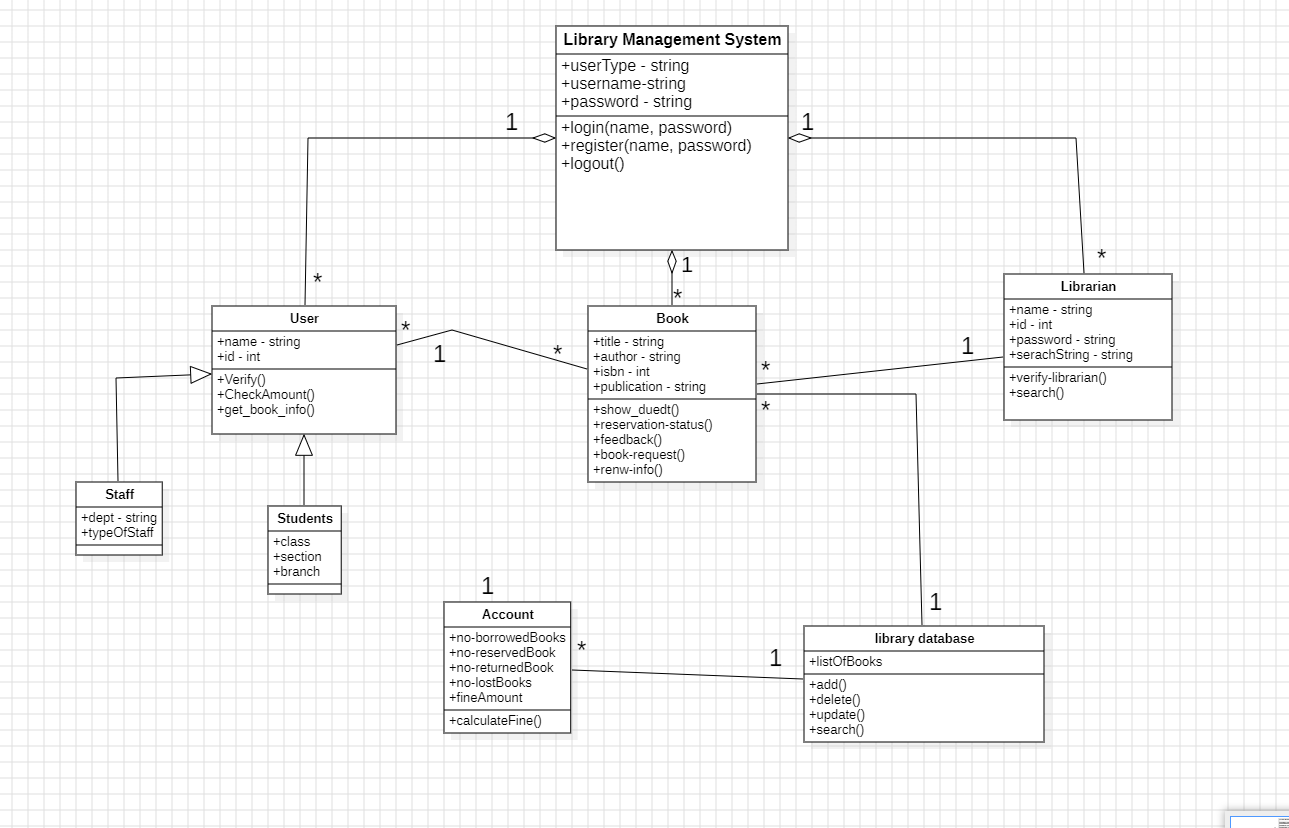 Library Management System
+userType - string
+username-string
+password - string
+login(name, password)
+register(name, password)
+logout()
1
1
1
*
*
*
User
+name - string
+id - int
+Verify()
+CheckAmount()
+get_book_info()
*
1
*
Book
+title - string
+author - string
+isbn - int
+publication - string
+show_duedt()
+reservation-status()
+feedback()
+book-request()
+renw-info()
*
*
1
Librarian
+name - string
+id - int
+password - string
+serachString - string
+verify-librarian()
+search()
Staff
+dept - string
+typeOfStaff
Students
+class
+section
+branch
1
Account
+no-borrowedBooks
+no-reservedBook
+no-returnedBook
+no-lostBooks
+fineAmount
+calculateFine()
*
1
1
library database
+listOfBooks
+add()
+delete()
+update()
+search()